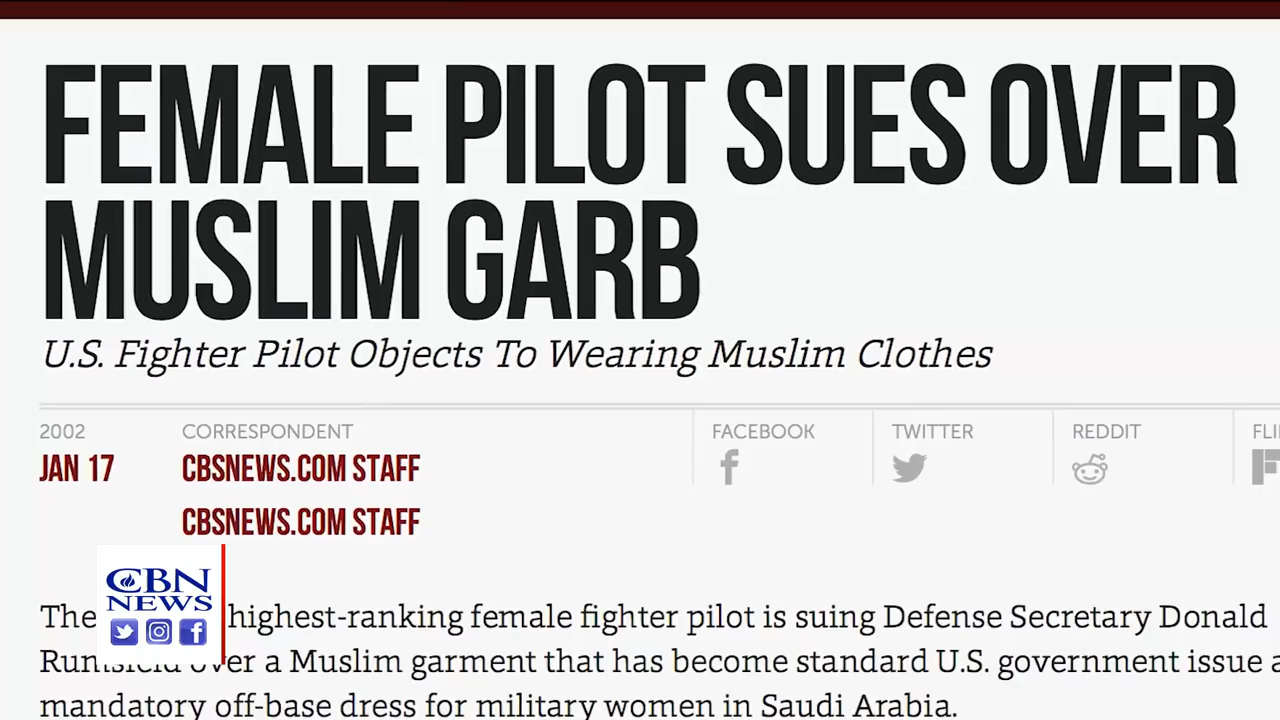 FEMALE PILOT SUES OVER
MUSLIM GARB
U.S. Fighter Pilot Objects To Wearing Muslim Clothes
2002
CORRESPONDENT
FACEBOOK
TWITTER
REDDIT
JAN 17
CBSNEWS.COM STAFF
CBSNEWS.COM STAFF
CBN
NEWS
The highest-ranking female fighter pilot is suing Defense Secretary Donald
over a Muslim garment that has become standard U.S. government issue
mandatory off-base dress for military women in Saudi Arabia.